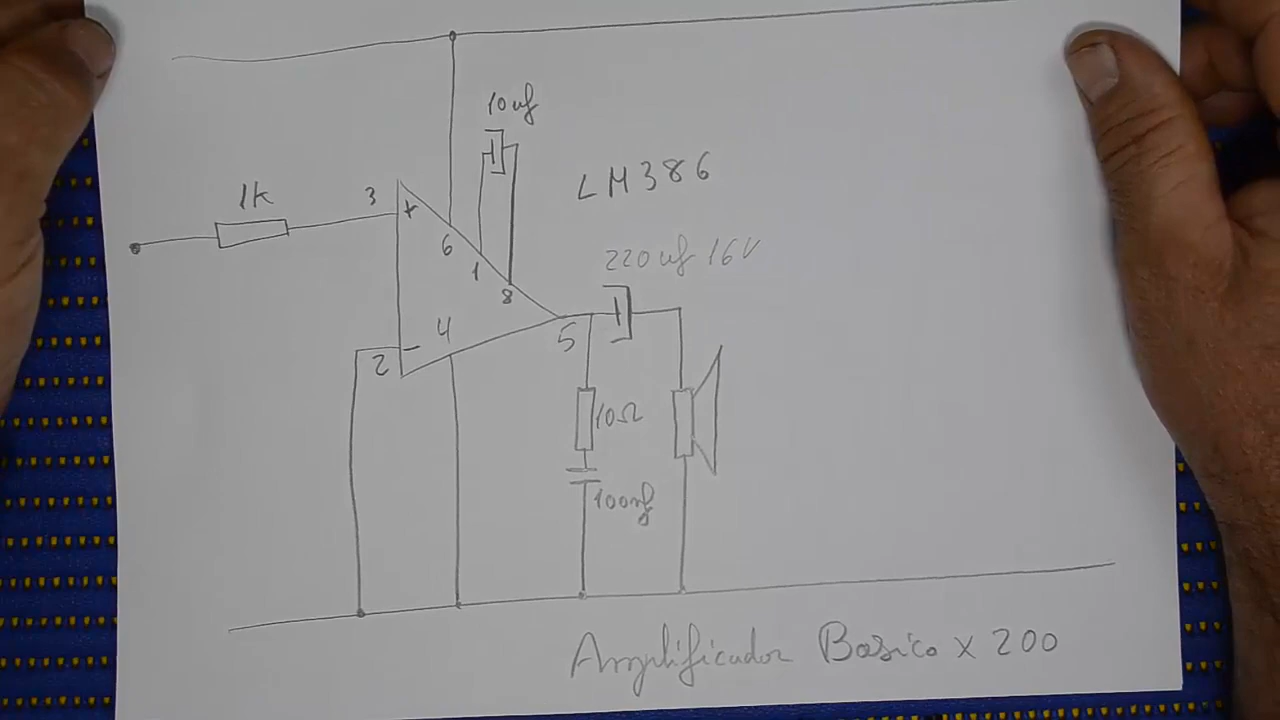 10uf
LM386
1K
3
+
6
1
8
220uf 16V
4
5
2
−
10Ω
100nf
Amplificador Basico x 200